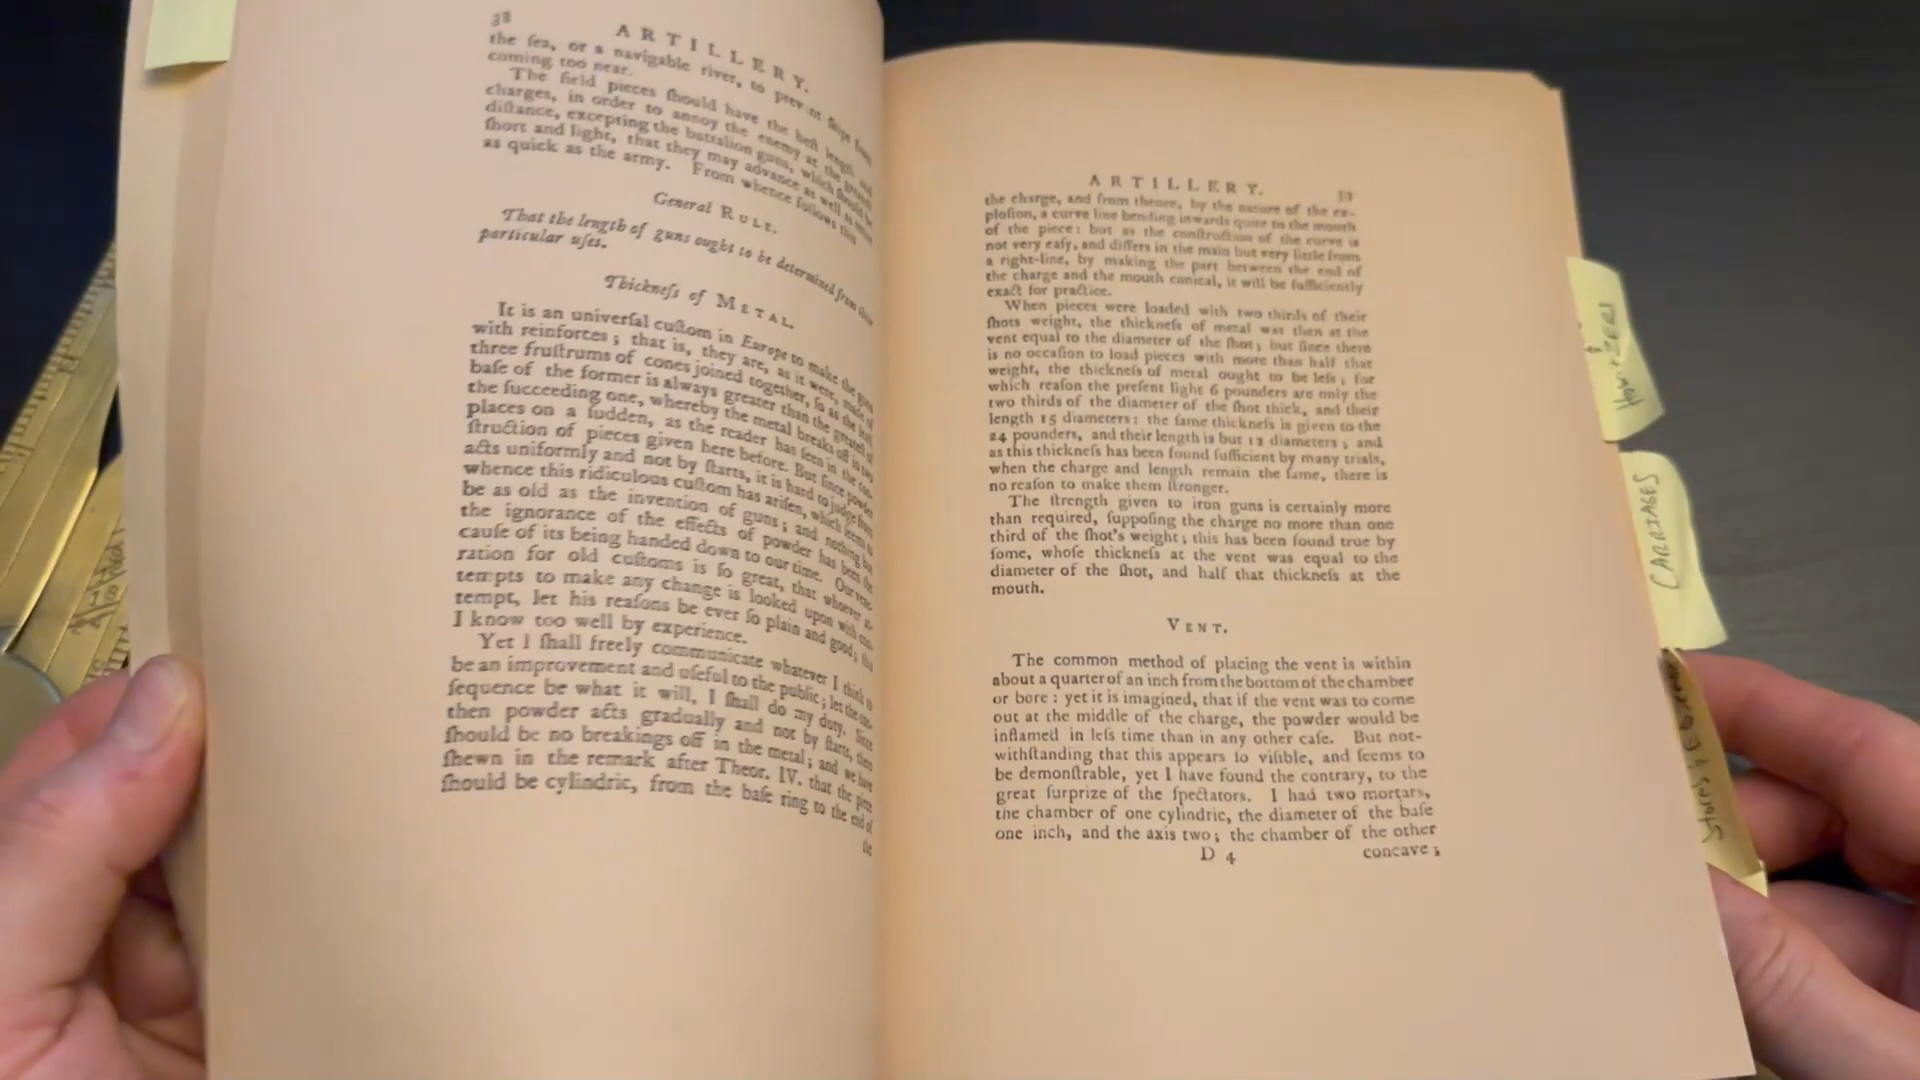 38
ARTILLERY.
the ſea, or a navigable river, to prevent ſhips from
coming too near.
The field pieces ſhould have the beſt length and
charges, in order to annoy the enemy at the greateſt
diſtance, excepting the battalion guns, which ſhould be
ſhort and light, that they may advance as well as
as quick as the army. From whence follows this
General RULE.
That the length of guns ought to be determined from their
particular uſes.
Thickneſs of METAL.
It is an univerſal cuſtom in Europe to make the guns
with reinforces; that is, they are, as it were, made of
three fruſtrums of cones joined together, ſo as the leaſt
baſe of the former is always greater than the greateſt of
the ſucceeding one, whereby the metal breaks off in two
places on a ſudden, as the reader has ſeen in the con-
ſtruction of pieces given here before. But ſince powder
acts uniformly and not by ſtarts, it is hard to judge from
whence this ridiculous cuſtom has ariſen, which ſeems to
be as old as the invention of guns; and nothing but
the ignorance of the effects of powder has been the
cauſe of its being handed down to our time. Our vene-
ration for old cuſtoms is ſo great, that whoever at-
tempts to make any change is looked upon with con-
tempt, let his reaſons be ever ſo plain and good; this
I know too well by experience.
Yet I ſhall freely communicate whatever I think to
be an improvement and uſeful to the public; let the con-
ſequence be what it will, I ſhall do my duty. Since
then powder acts gradually and not by ſtarts, there
ſhould be no breakings off in the metal; and we have
ſhewn in the remark after Theor. IV. that the piece
ſhould be cylindric, from the baſe ring to the end of
the
ARTILLERY.
the charge, and from thence, by the nature of the ex-
ploſion, a curve line bending inwards quite to the mouth
of the piece: but as the conſtruction of the curve is
not very eaſy, and differs in the main but very little from
a right-line, by making the part between the end of
the charge and the mouth conical, it will be ſufficiently
exact for practice.
When pieces were loaded with two thirds of their
ſhots weight, the thickneſs of metal was then at the
vent equal to the diameter of the ſhot; but ſince there
is no occaſion to load pieces with more than half that
weight, the thickneſs of metal ought to be leſs; for
which reaſon the preſent light 6 pounders are only the
two thirds of the diameter of the ſhot thick, and their
length 15 diameters: the ſame thickneſs is given to the
24 pounders, and their length is but 12 diameters; and
as this thickneſs has been found ſufficient by many trials,
when the charge and length remain the ſame, there is
no reaſon to make them ſtronger.
The ſtrength given to iron guns is certainly more
than required, ſuppoſing the charge no more than one
third of the ſhot's weight; this has been found true by
ſome, whoſe thickneſs at the vent was equal to the
diameter of the ſhot, and half that thickneſs at the
mouth.
VENT.
The common method of placing the vent is within
about a quarter of an inch from the bottom of the chamber
or bore: yet it is imagined, that if the vent was to come
out at the middle of the charge, the powder would be
inflamed in leſs time than in any other caſe. But not-
withſtanding that this appears ſo viſible, and ſeems to
be demonſtrable, yet I have found the contrary, to the
great ſurprize of the ſpectators. I had two mortars,
the chamber of one cylindric, the diameter of the baſe
one inch, and the axis two; the chamber of the other
D 4
concave;
CARRIAGES